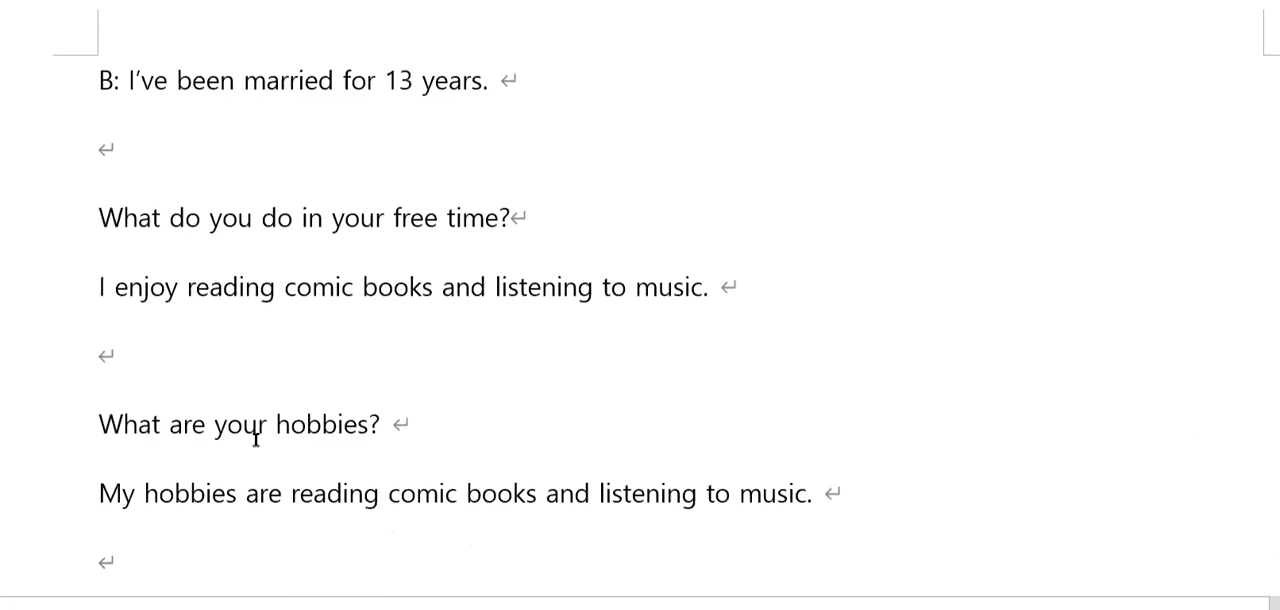 B: I've been married for 13 years.
What do you do in your free time?
I enjoy reading comic books and listening to music.
What are your hobbies?
My hobbies are reading comic books and listening to music.